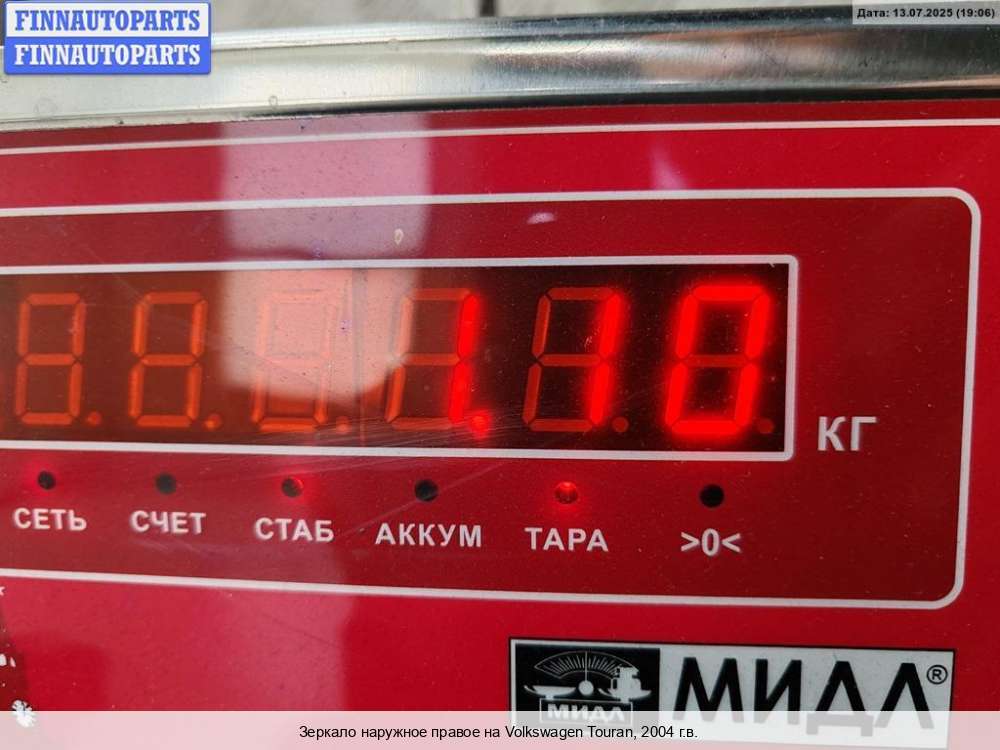 FINNAUTOPARTS
FINNAUTOPARTS
Дата: 13.07.2025 (19:06)
1.10
КГ
СЕТЬ СЧЕТ СТАБ АККУМ ТАРА >0<
МИДЛ МИДЛ®
Зеркало наружное правое на Volkswagen Touran, 2004 г.в.